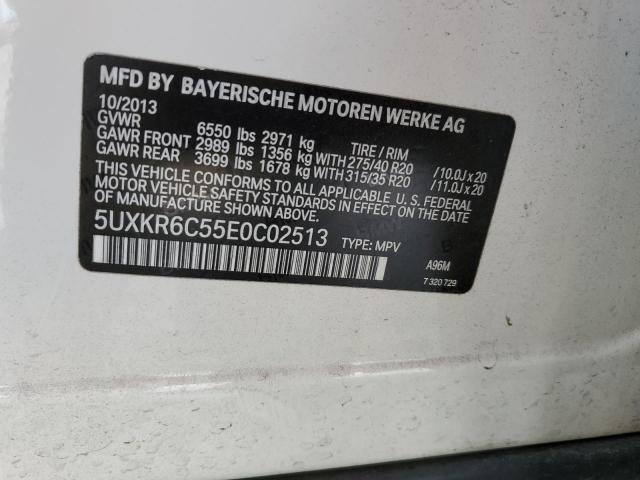 MFD BY BAYERISCHE MOTOREN WERKE AG
10/2013
GVWR 6550 lbs 2971 kg TIRE / RIM
GAWR FRONT 2989 lbs 1356 kg WITH 275/40 R20 /10.0J x 20
GAWR REAR 3699 lbs 1678 kg WITH 315/35 R20 /11.0J x 20
THIS VEHICLE CONFORMS TO ALL APPLICABLE U. S. FEDERAL
MOTOR VEHICLE SAFETY STANDARDS IN EFFECT ON THE DATE
OF MANUFACTURE SHOWN ABOVE.
5UXKR6C55E0C02513 TYPE: MPV
A96M
7 320 729